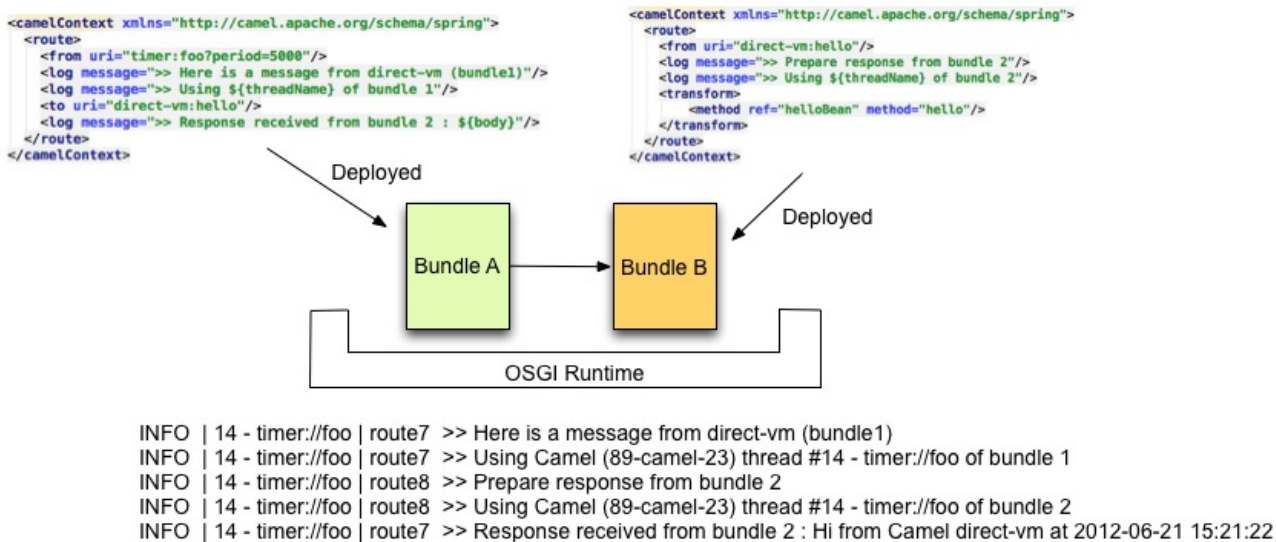 <camelContext xmlns="http://camel.apache.org/schema/spring">
<route>
<from uri="timer:foo?period=5000"/>
<log message=">> Here is a message from direct-vm (bundle1)"/>
<log message=">> Using ${threadName} of bundle 1"/>
<to uri="direct-vm:hello"/>
<log message=">> Response received from bundle 2 : ${body}"/>
</route>
</camelContext>
<camelContext xmlns="http://camel.apache.org/schema/spring">
<route>
<from uri="direct-vm:hello"/>
<log message=">> Prepare response from bundle 2"/>
<log message=">> Using ${threadName} of bundle 2"/>
<transform>
<method ref="helloBean" method="hello"/>
</transform>
</route>
</camelContext>
Deployed
Deployed
Bundle A
Bundle B
OSGI Runtime
INFO | 14 - timer://foo | route7 >> Here is a message from direct-vm (bundle1)
INFO | 14 - timer://foo | route7 >> Using Camel (89-camel-23) thread #14 - timer://foo of bundle 1
INFO | 14 - timer://foo | route8 >> Prepare response from bundle 2
INFO | 14 - timer://foo | route8 >> Using Camel (89-camel-23) thread #14 - timer://foo of bundle 2
INFO | 14 - timer://foo | route7 >> Response received from bundle 2 : Hi from Camel direct-vm at 2012-06-21 15:21:22